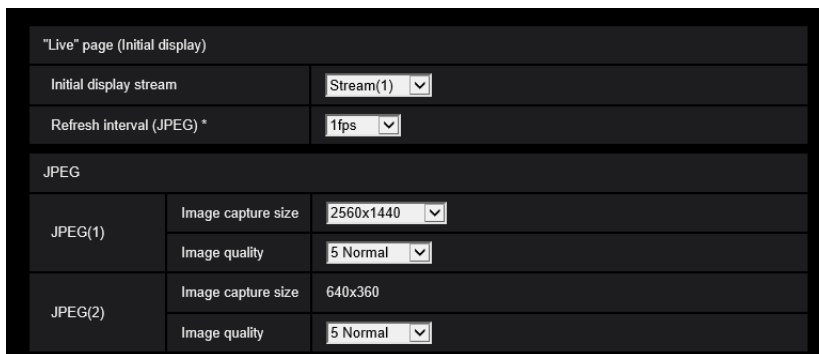 "Live" page (Initial display)
Initial display stream Stream(1)
Refresh interval (JPEG) * 1fps
JPEG
JPEG(1)
Image capture size 2560x1440
Image quality 5 Normal
JPEG(2)
Image capture size 640x360
Image quality 5 Normal